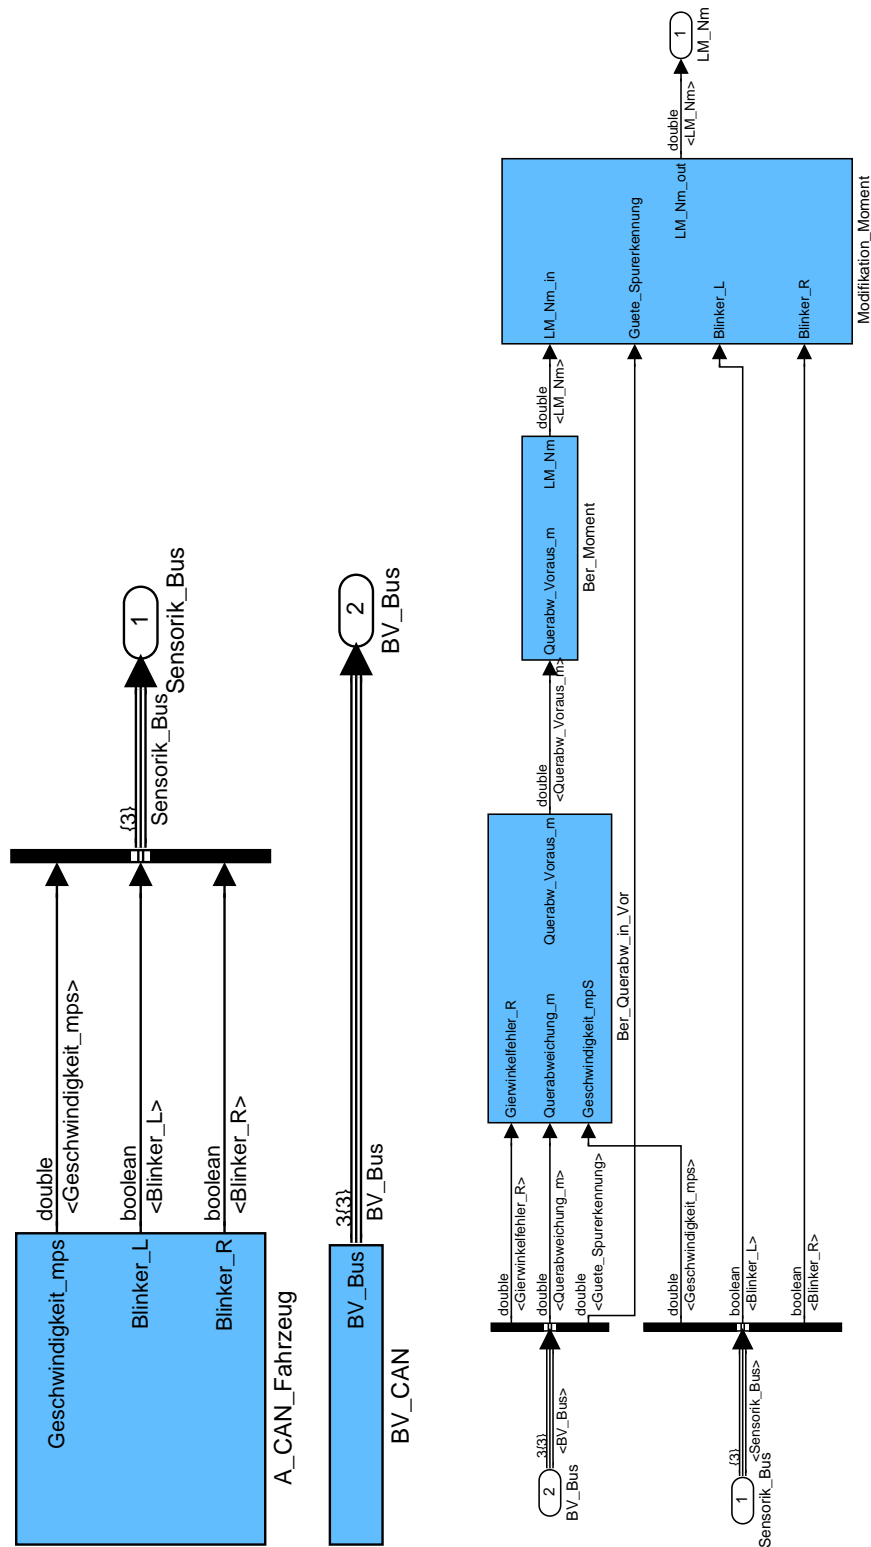 Geschwindigkeit_mps
Blinker_L
Blinker_R
A_CAN_Fahrzeug
double
<Geschwindigkeit_mps>
boolean
<Blinker_L>
boolean
<Blinker_R>
{3}
Sensorik_Bus
1
Sensorik_Bus
BV_Bus
BV_CAN
3{3}
BV_Bus
2
BV_Bus
2
BV_Bus
3{3}
<BV_Bus>
1
Sensorik_Bus
{3}
<Sensorik_Bus>
double
<Gierwinkelfehler_R>
double
<Querabweichung_m>
double
<Guete_Spurerkennung>
double
<Geschwindigkeit_mps>
boolean
<Blinker_L>
boolean
<Blinker_R>
Gierwinkelfehler_R
Querabweichung_m
Geschwindigkeit_mpS
Querabw_Voraus_m
Ber_Querabw_in_Vor
double
<Querabw_Voraus_m>
Querabw_Voraus_m
LM_Nm
Ber_Moment
double
<LM_Nm>
LM_Nm_in
Guete_Spurerkennung
Blinker_L
Blinker_R
LM_Nm_out
Modifikation_Moment
double
<LM_Nm>
1
LM_Nm